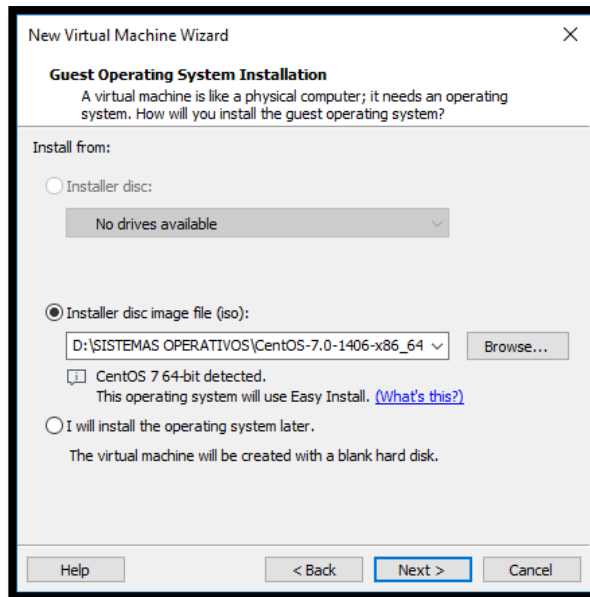 New Virtual Machine Wizard
Guest Operating System Installation
A virtual machine is like a physical computer; it needs an operating
system. How will you install the guest operating system?
Install from:
Installer disc:
No drives available
Installer disc image file (iso):
D:\SISTEMAS OPERATIVOS\CentOS-7.0-1406-x86_64
Browse...
CentOS 7 64-bit detected.
This operating system will use Easy Install. (What's this?)
I will install the operating system later.
The virtual machine will be created with a blank hard disk.
Help < Back Next > Cancel